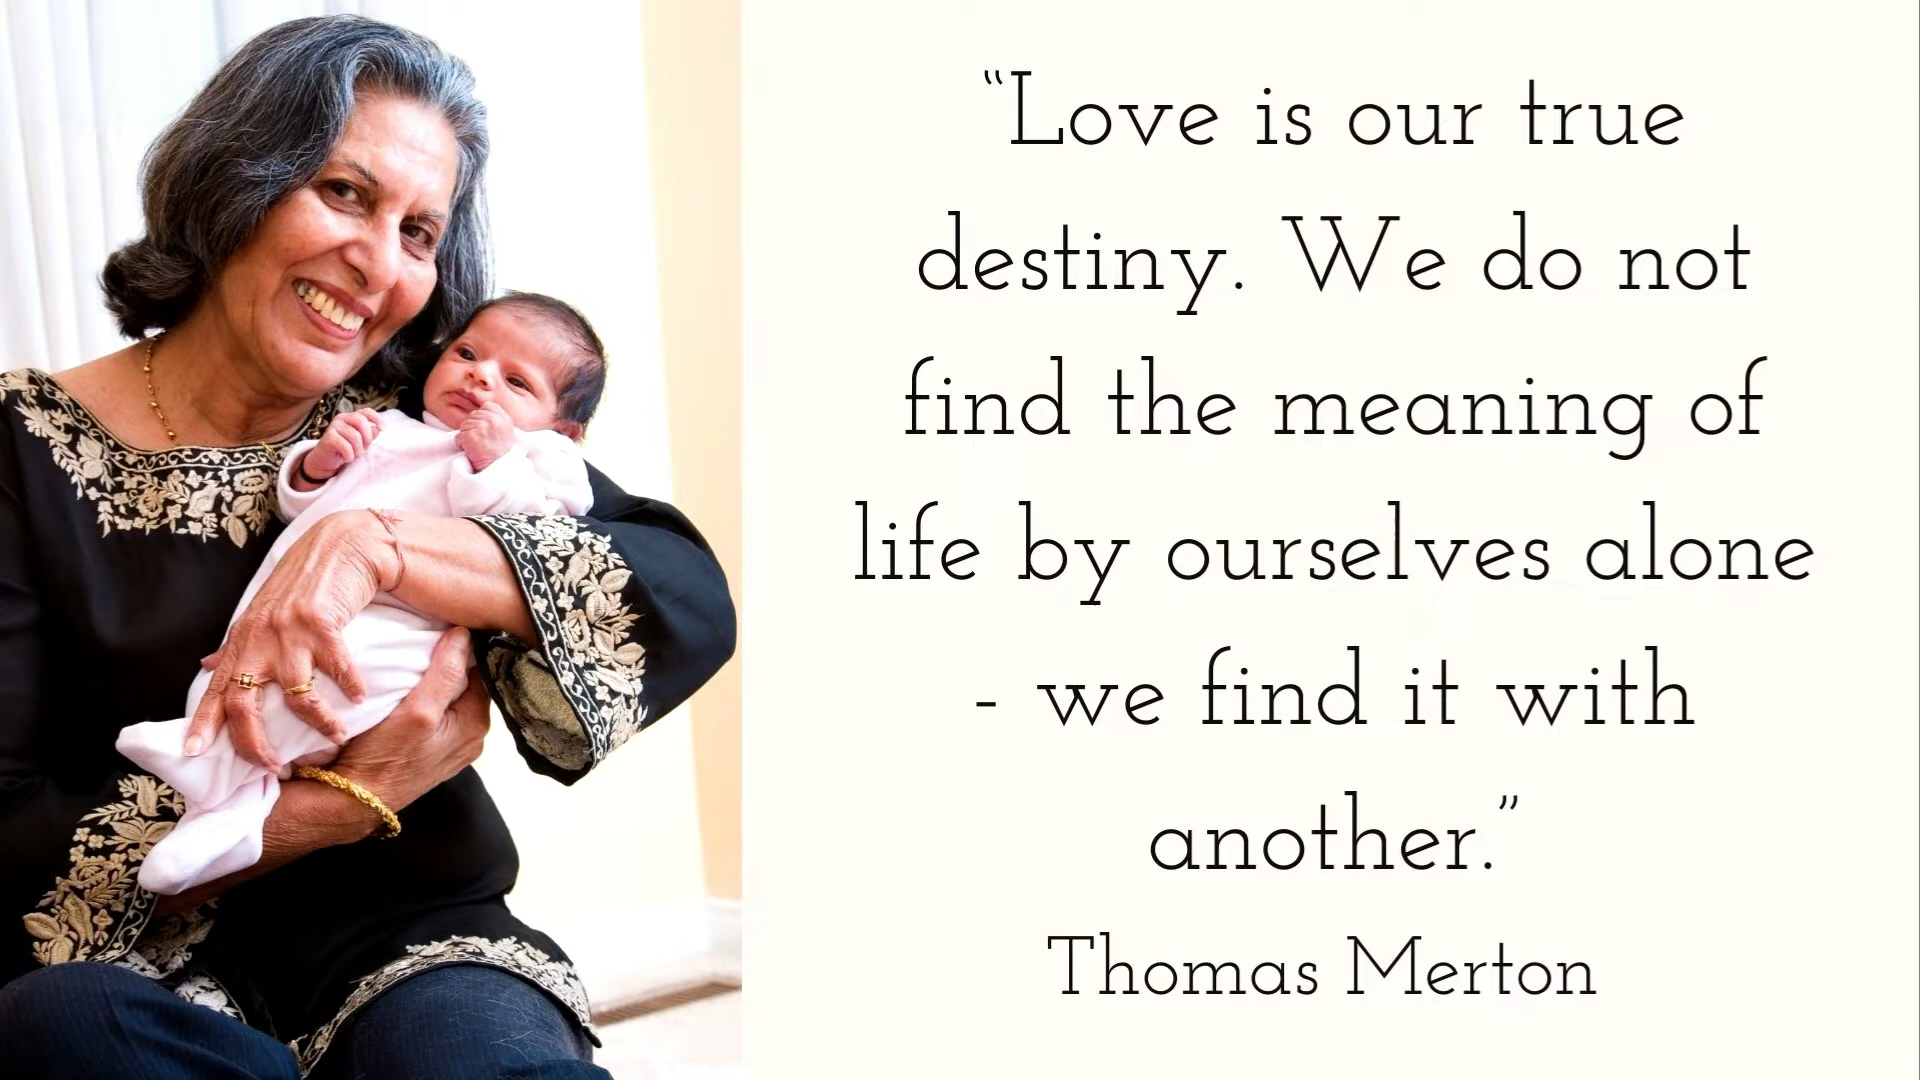 “Love is our true
destiny. We do not
find the meaning of
life by ourselves alone
- we find it with
another.”
Thomas Merton